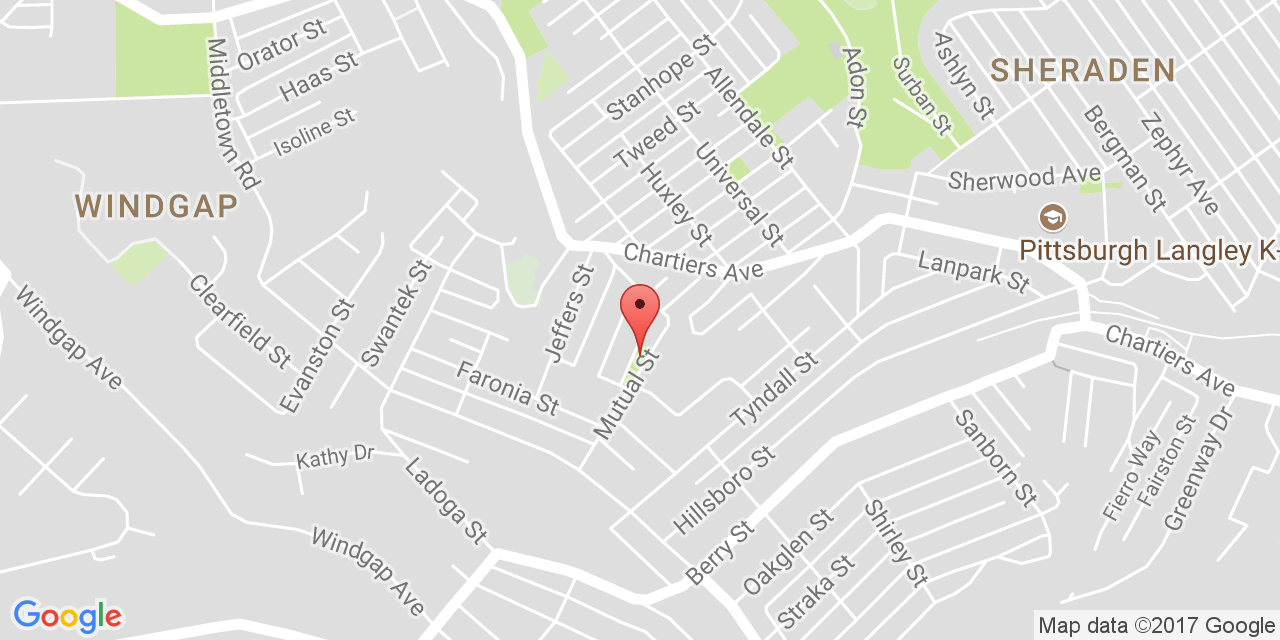 Orator St
Haas St
Isoline St
Middletown Rd
WINDGAP
Stanhope St
Tweed St
Allendale St
Universal St
Huxley St
Adon St
Surban St
Ashlyn St
SHERADEN
Bergman St
Zephyr Ave
Sherwood Ave
Pittsburgh Langley K-
Chartiers Ave
Lanpark St
Windgap Ave
Clearfield St
Evanston St
Swantek St
Jeffers St
Faronia St
Mutual St
Tyndall St
Chartiers Ave
Kathy Dr
Ladoga St
Hillsboro St
Sanborn St
Fierro Way
Fairston St
Greenway Dr
Windgap Ave
Berry St
Oakglen St
Straka St
Shirley St
Google
Map data ©2017 Google